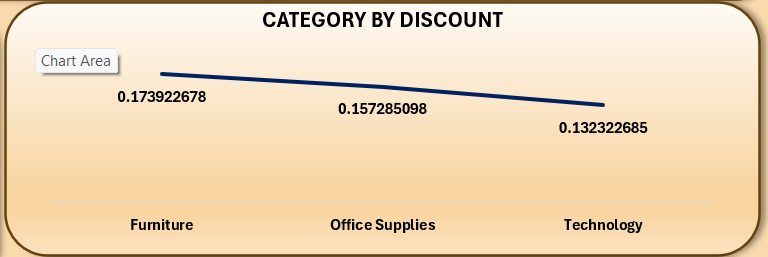 CATEGORY BY DISCOUNT
Chart Area
0.173922678
0.157285098
0.132322685
Furniture
Office Supplies
Technology